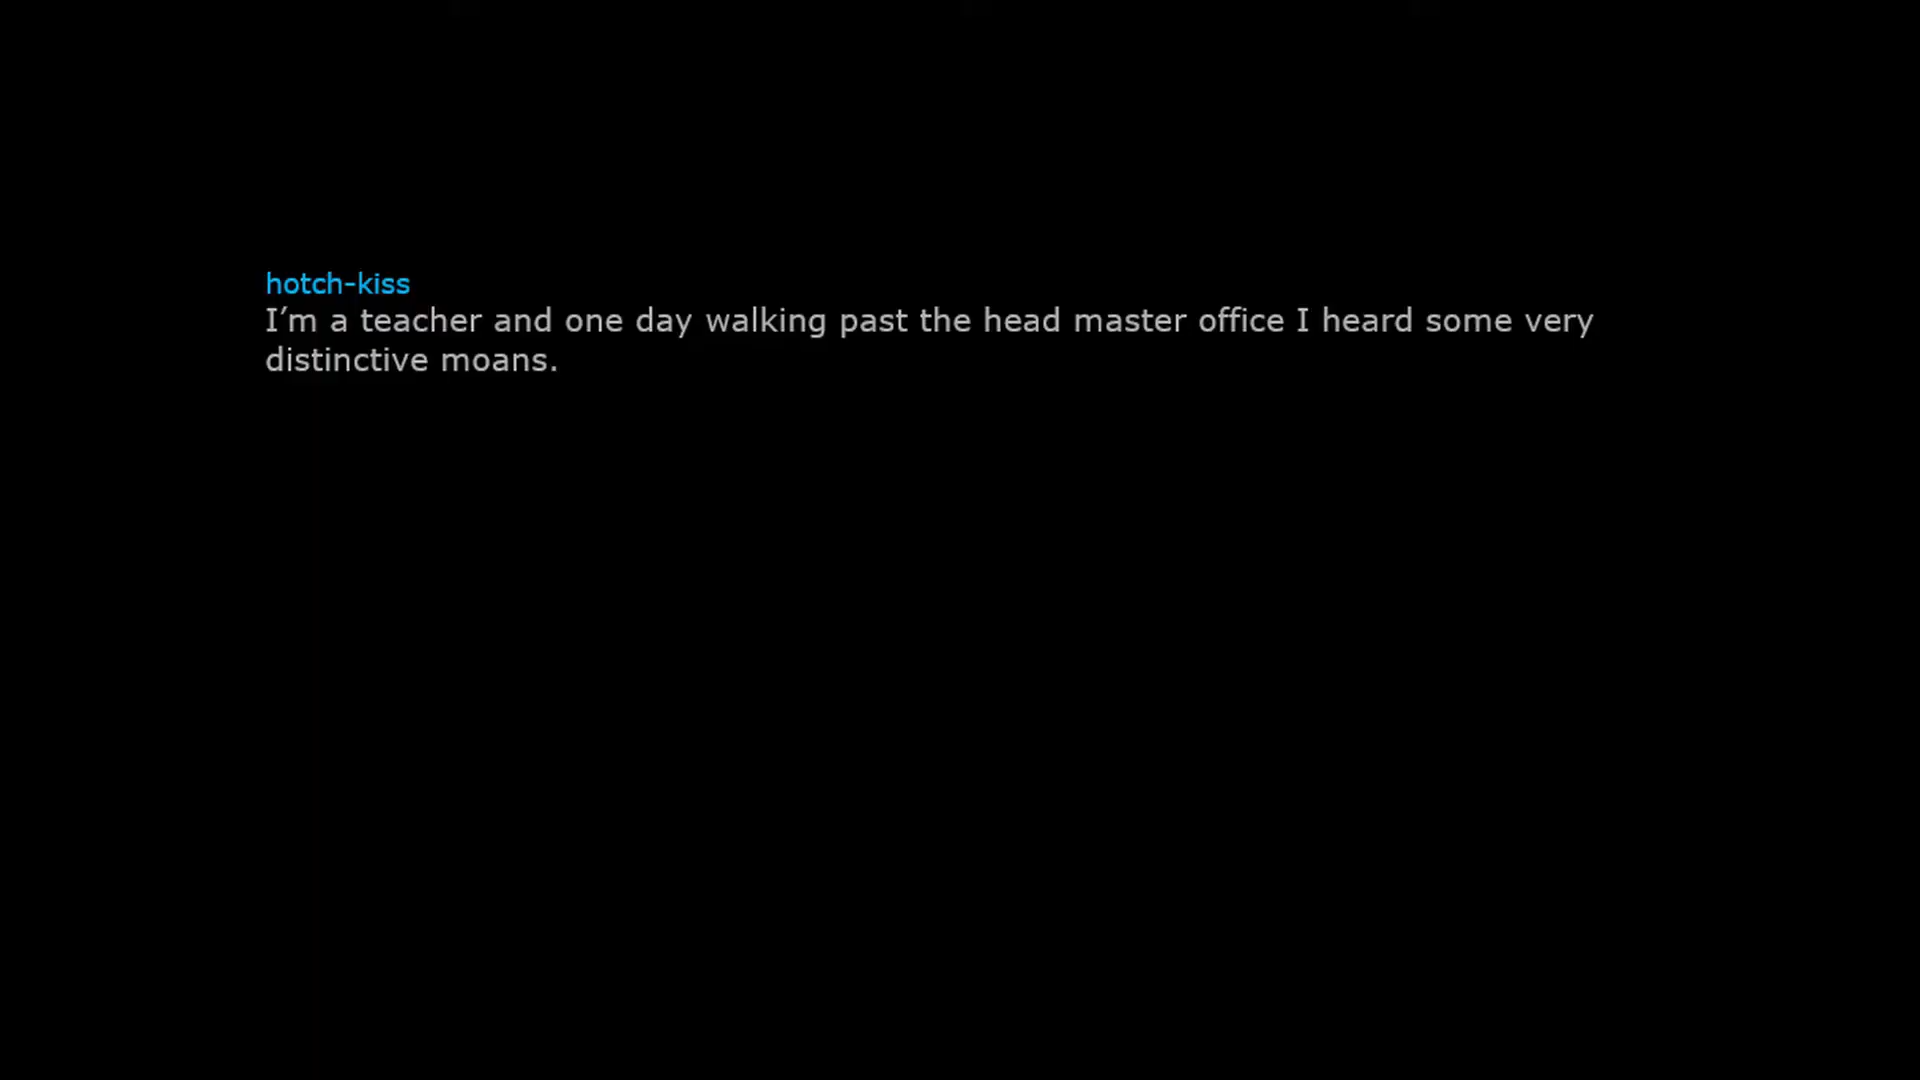 hotch-kiss
I’m a teacher and one day walking past the head master office I heard some very
distinctive moans.